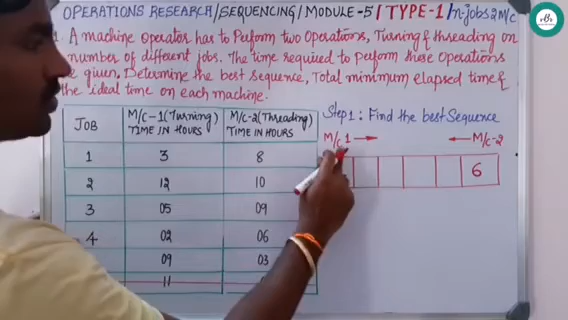 OPERATIONS RESEARCH/SEQUENCING/MODULE-5/TYPE-1/n jobs 2 m/c
1. A machine operator has to Perform two Operations, Turning & threading on
number of different jobs. The time required to perform these operations
given. Determine the best sequence, Total minimum elapsed time &
the ideal time on each machine.
Step 1: Find the best Sequence
JOB M/C-1 (Turning) TIME IN HOURS M/C-2 (Threading) TIME IN HOURS
M/c 1 M/c-2
1 3 8
6
2 12 10
3 05 09
4 02 06
09 03
11